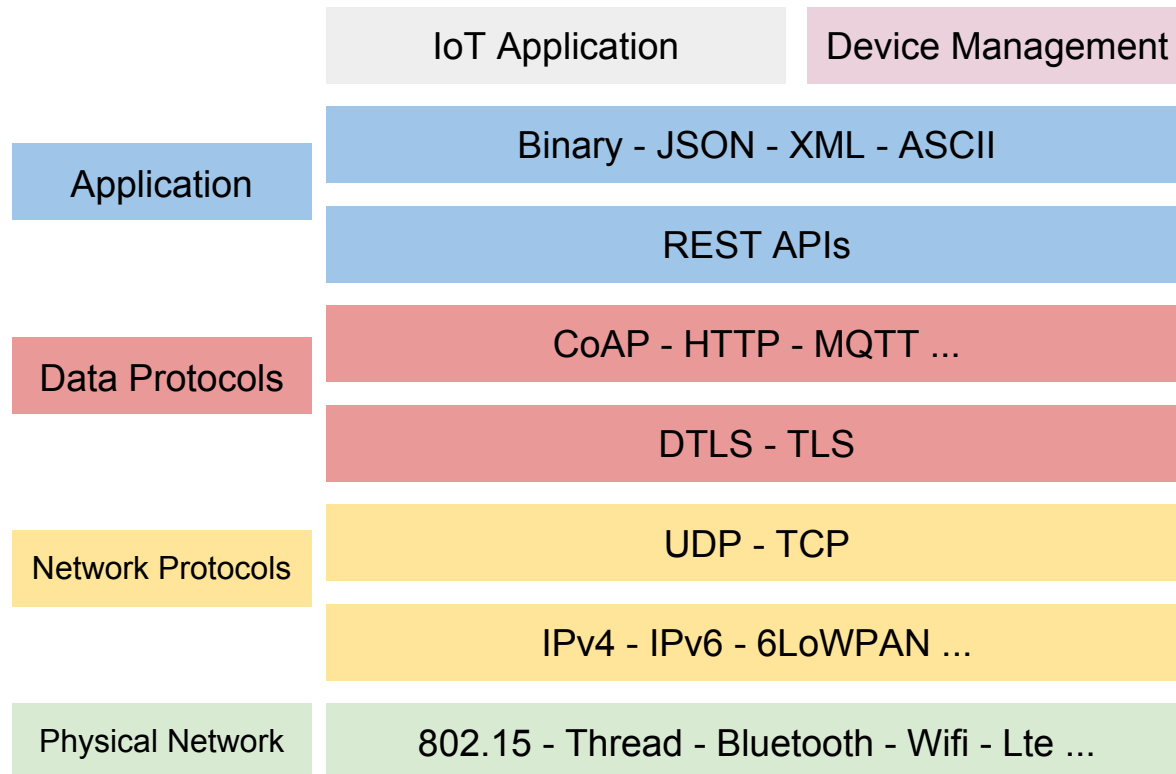 IoT Application
Device Management
Binary - JSON - XML - ASCII
Application
REST APIs
CoAP - HTTP - MQTT ...
Data Protocols
DTLS - TLS
UDP - TCP
Network Protocols
IPv4 - IPv6 - 6LoWPAN ...
Physical Network
802.15 - Thread - Bluetooth - Wifi - Lte ...